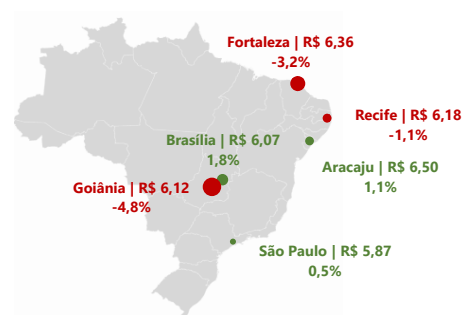 Fortaleza | R$ 6,36
-3,2%
Recife | R$ 6,18
-1,1%
Brasília | R$ 6,07
1,8%
Aracaju | R$ 6,50
1,1%
Goiânia | R$ 6,12
-4,8%
São Paulo | R$ 5,87
0,5%